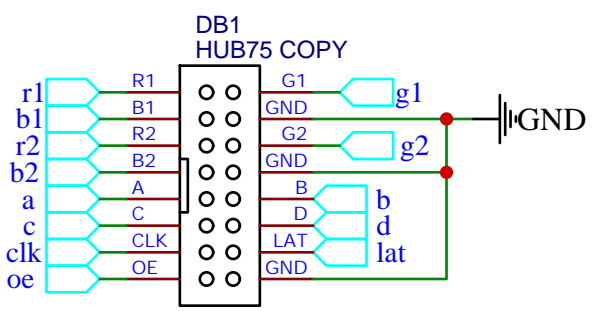 DB1
HUB75 COPY
r1 R1 G1 g1
b1 B1 GND GND
r2 R2 G2 g2
b2 B2 GND
a A B b
c C D d
clk CLK LAT lat
oe OE GND